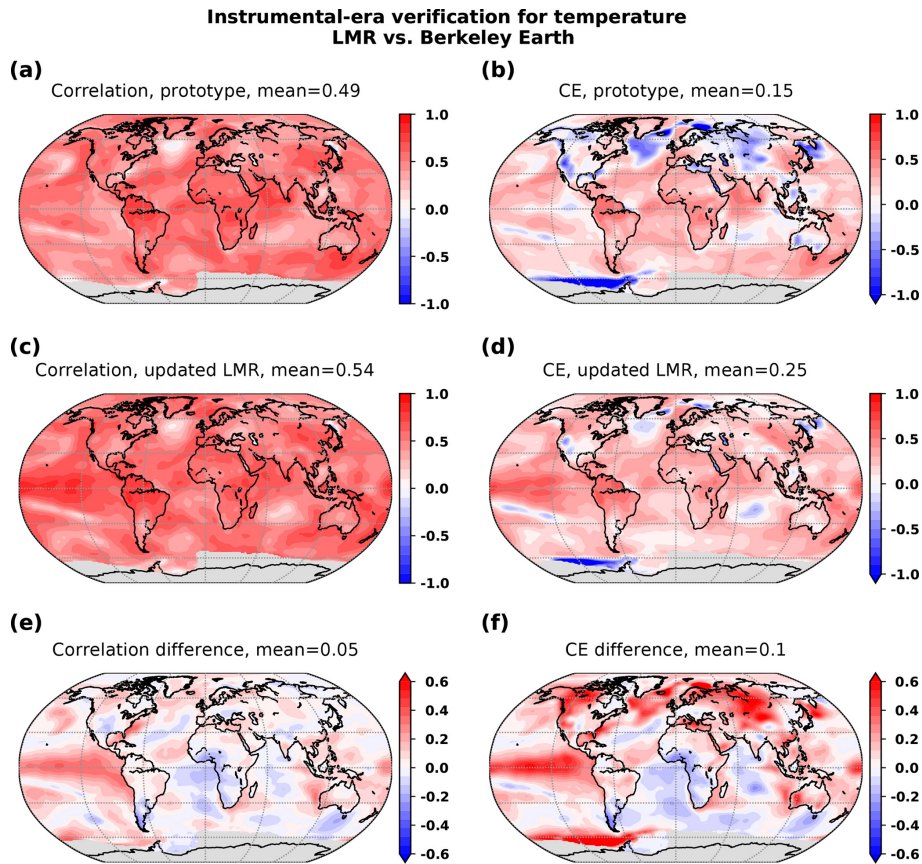 Instrumental-era verification for temperature
LMR vs. Berkeley Earth
(a)
Correlation, prototype, mean=0.49
1.0
0.5
0.0
-0.5
-1.0
(b)
CE, prototype, mean=0.15
1.0
0.5
0.0
-0.5
-1.0
(c)
Correlation, updated LMR, mean=0.54
1.0
0.5
0.0
-0.5
-1.0
(d)
CE, updated LMR, mean=0.25
1.0
0.5
0.0
-0.5
-1.0
(e)
Correlation difference, mean=0.05
0.6
0.4
0.2
0.0
-0.2
-0.4
-0.6
(f)
CE difference, mean=0.1
0.6
0.4
0.2
0.0
-0.2
-0.4
-0.6